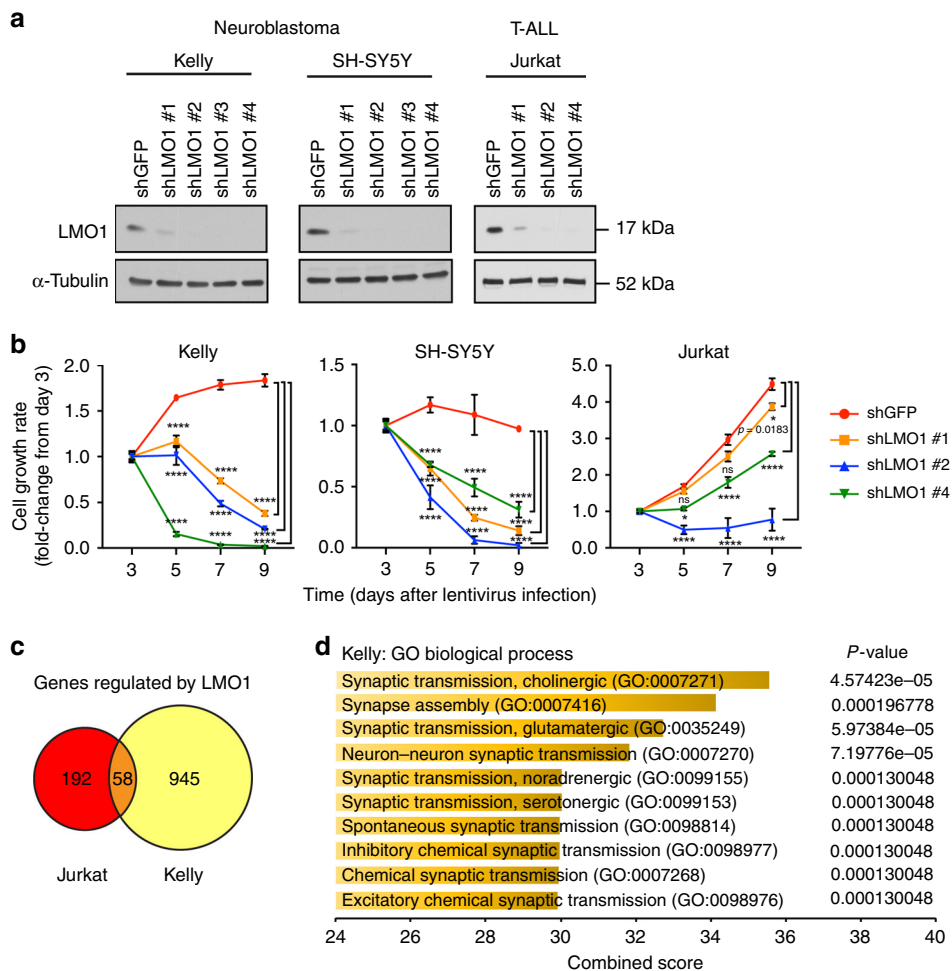 a
Neuroblastoma
T-ALL
Kelly
SH-SY5Y
Jurkat
shGFP
shLMO1 #1
shLMO1 #2
shLMO1 #3
shLMO1 #4
shGFP
shLMO1 #1
shLMO1 #2
shLMO1 #3
shLMO1 #4
shGFP
shLMO1 #1
shLMO1 #2
shLMO1 #4
LMO1
17 kDa
α-Tubulin
52 kDa
b
Kelly
Cell growth rate
(fold-change from day 3)
2.0
1.5
1.0
0.5
0.0
3 5 7 9
****
****
****
****
****
****
****
****
SH-SY5Y
1.5
1.0
0.5
0.0
3 5 7 9
****
****
****
****
****
****
****
****
Jurkat
5.0
4.0
3.0
2.0
1.0
0.0
3 5 7 9
ns
*
****
ns
****
****
*
p = 0.0183
****
****
Time (days after lentivirus infection)
shGFP
shLMO1 #1
shLMO1 #2
shLMO1 #4
c
Genes regulated by LMO1
192 58 945
Jurkat Kelly
d
Kelly: GO biological process P-value
Synaptic transmission, cholinergic (GO:0007271) 4.57423e–05
Synapse assembly (GO:0007416) 0.000196778
Synaptic transmission, glutamatergic (GO:0035249) 5.97384e–05
Neuron–neuron synaptic transmission (GO:0007270) 7.19776e–05
Synaptic transmission, noradrenergic (GO:0099155) 0.000130048
Synaptic transmission, serotonergic (GO:0099153) 0.000130048
Spontaneous synaptic transmission (GO:0098814) 0.000130048
Inhibitory chemical synaptic transmission (GO:0098977) 0.000130048
Chemical synaptic transmission (GO:0007268) 0.000130048
Excitatory chemical synaptic transmission (GO:0098976) 0.000130048
24 26 28 30 32 34 36 38 40
Combined score